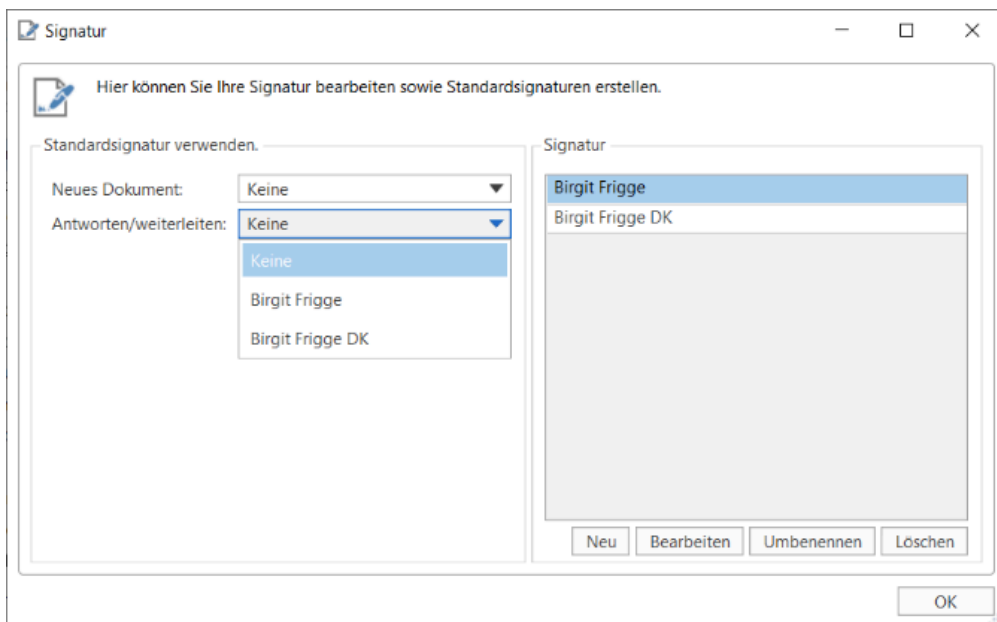 Signatur
Hier können Sie Ihre Signatur bearbeiten sowie Standardsignaturen erstellen.
Standardsignatur verwenden.
Neues Dokument: Keine
Antworten/weiterleiten: Keine
Keine
Birgit Frigge
Birgit Frigge DK
Signatur
Birgit Frigge
Birgit Frigge DK
Neu Bearbeiten Umbenennen Löschen
OK